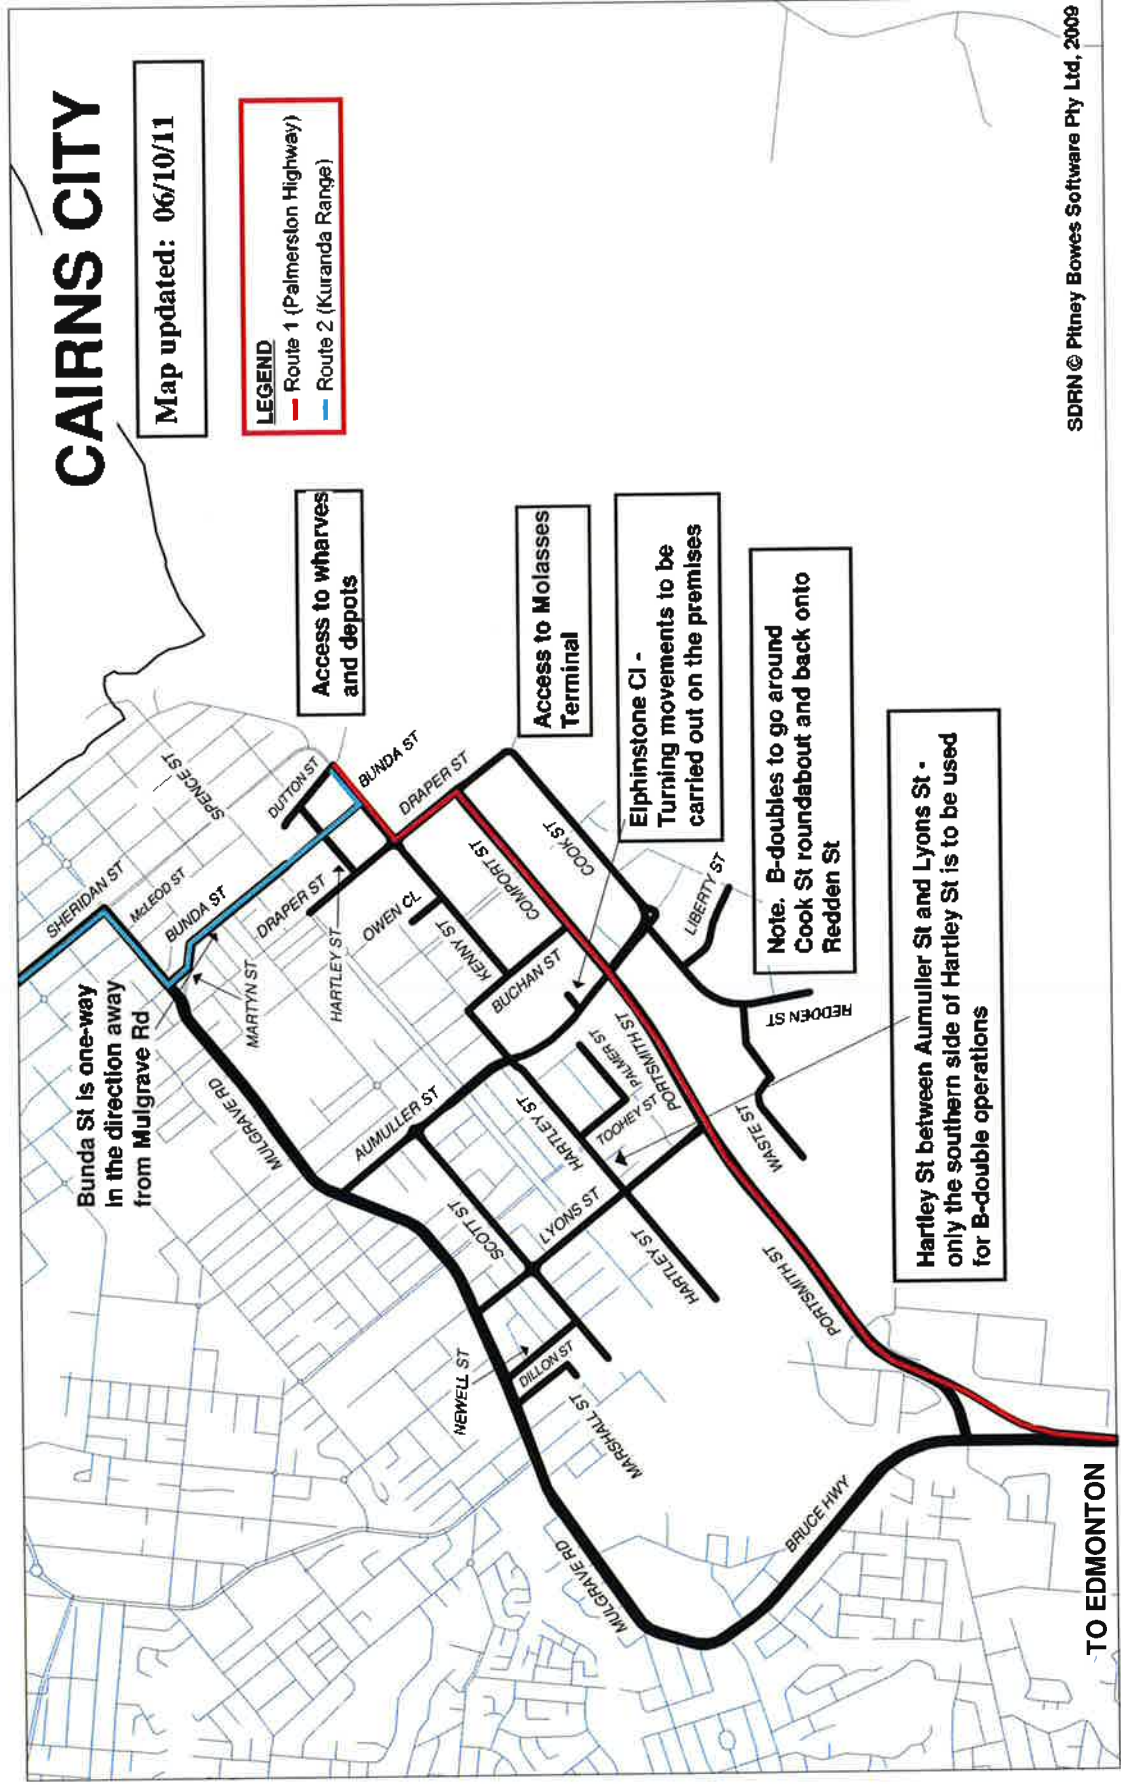 CAIRNS CITY
Map updated: 06/10/11
LEGEND
Route 1 (Palmerston Highway)
Route 2 (Kuranda Range)
Access to wharves
and depots
Access to Molasses
Terminal
Elphinstone Cl -
Turning movements to be
carried out on the premises
Note. B-doubles to go around
Cook St roundabout and back onto
Redden St
Hartley St between Aumuller St and Lyons St -
only the southern side of Hartley St is to be used
for B-double operations
Bunda St is one-way
in the direction away
from Mulgrave Rd
SHERIDAN ST
McLEOD ST
SPENCE ST
BUNDA ST
DUTTON ST
BUNDA ST
DRAPER ST
DRAPER ST
MARTYN ST
HARTLEY ST
OWEN CL
KENNY ST
COMPORT ST
COOK ST
BUCHAN ST
LIBERTY ST
REDDEN ST
MULGRAVE RD
AUMULLER ST
HARTLEY ST
PALMER ST
PORTSMITH ST
TOOHEY ST
WASTE ST
SCOTT ST
LYONS ST
HARTLEY ST
PORTSMITH ST
NEWELL ST
DILLON ST
MARSHALL ST
MULGRAVE RD
BRUCE HWY
TO EDMONTON
SDRN © Pitney Bowes Software Pty Ltd, 2009